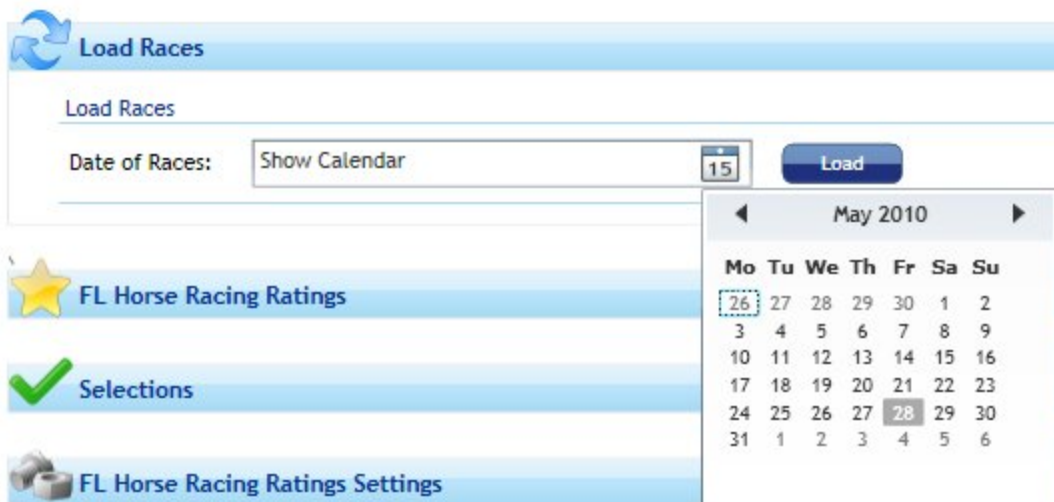 Load Races
Load Races
Date of Races: Show Calendar 15 Load
May 2010
Mo Tu We Th Fr Sa Su
26 27 28 29 30 1 2
3 4 5 6 7 8 9
10 11 12 13 14 15 16
17 18 19 20 21 22 23
24 25 26 27 28 29 30
31 1 2 3 4 5 6
FL Horse Racing Ratings
Selections
FL Horse Racing Ratings Settings